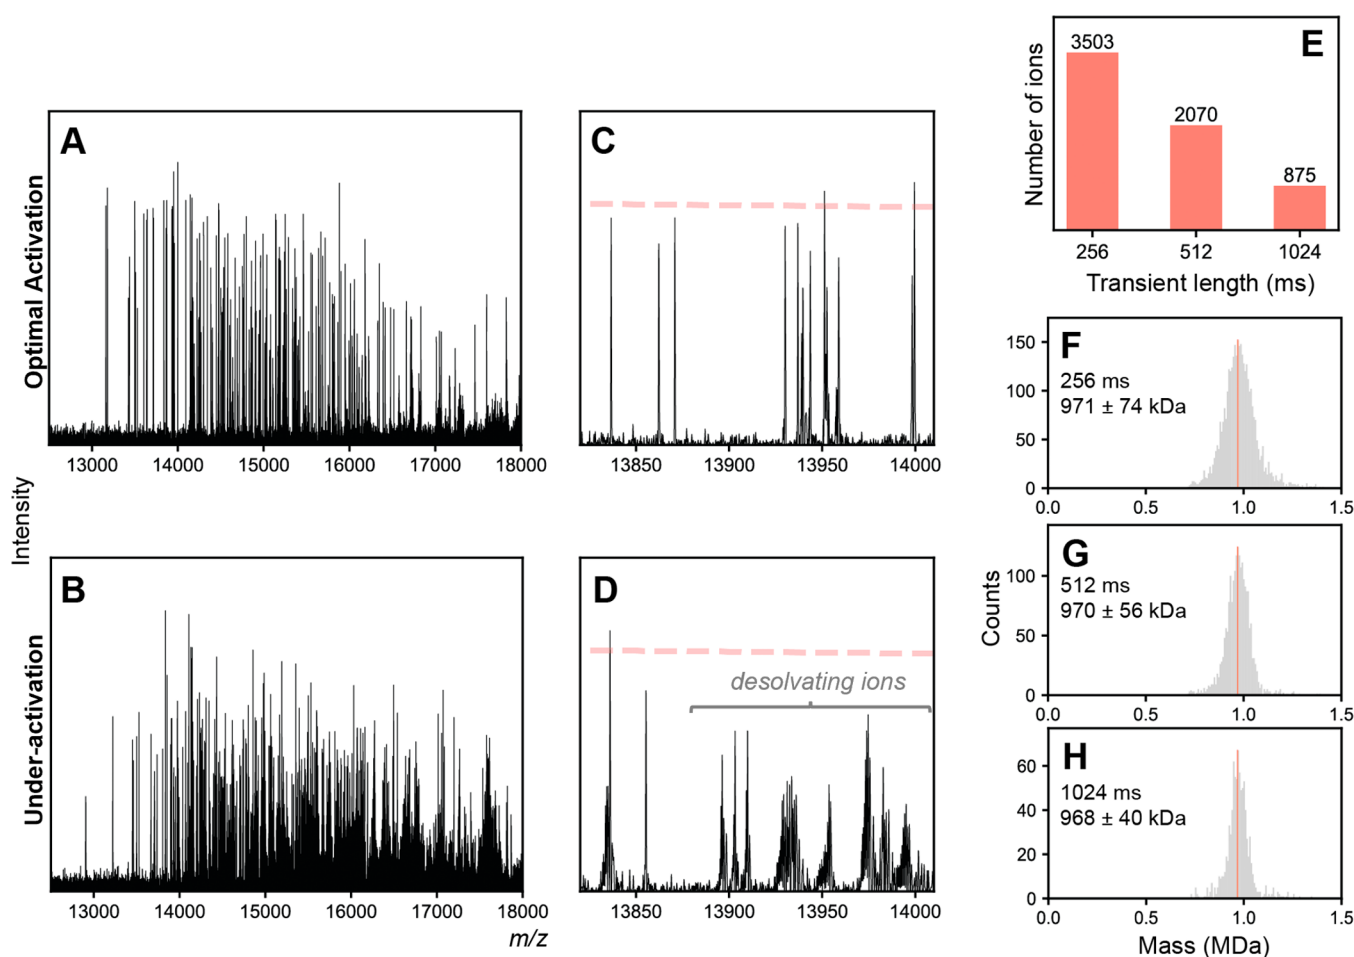 Intensity
Optimal Activation
A
13000 14000 15000 16000 17000 18000
C
13850 13900 13950 14000
Under-activation
B
13000 14000 15000 16000 17000 18000
m/z
D
desolvating ions
13850 13900 13950 14000
E
Number of ions
3503
2070
875
256 512 1024
Transient length (ms)
Counts
F
256 ms
971 ± 74 kDa
150
100
50
0
0.0 0.5 1.0 1.5
G
512 ms
970 ± 56 kDa
100
50
0
0.0 0.5 1.0 1.5
H
1024 ms
968 ± 40 kDa
60
40
20
0
0.0 0.5 1.0 1.5
Mass (MDa)